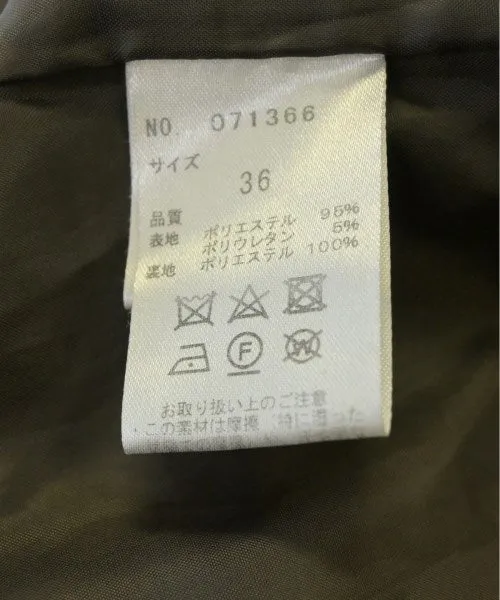 NO. 071366
サイズ
36
品質
表地 ポリエステル 95%
ポリウレタン 5%
裏地 ポリエステル 100%
F
W
お取り扱い上のご注意
・この素材は摩擦(特に湿った